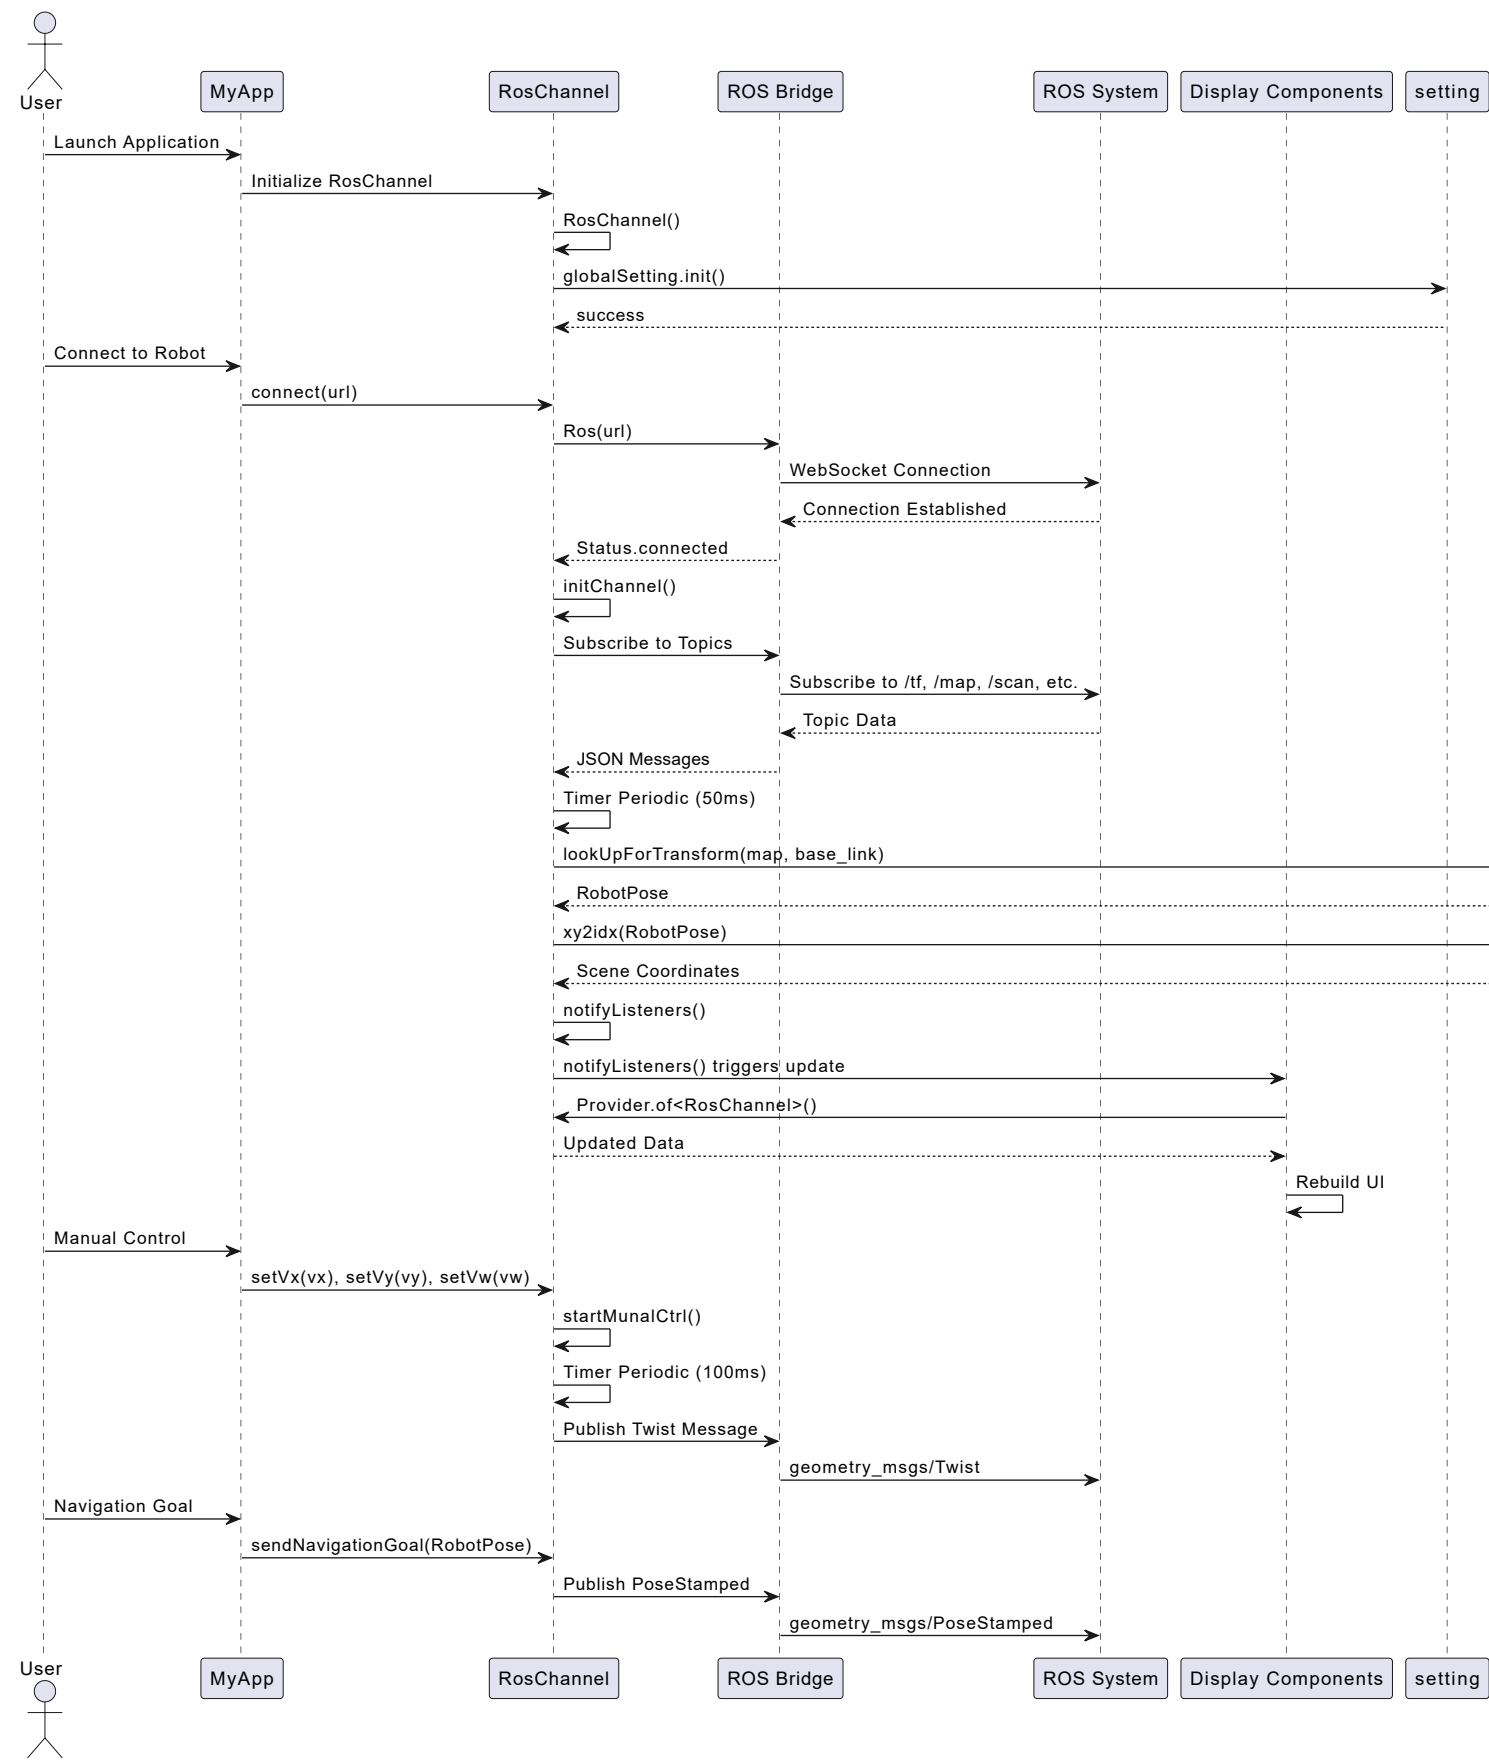 User
MyApp
RosChannel
ROS Bridge
ROS System
Display Components
setting
Launch Application
Initialize RosChannel
RosChannel()
globalSetting.init()
success
Connect to Robot
connect(url)
Ros(url)
WebSocket Connection
Connection Established
Status.connected
initChannel()
Subscribe to Topics
Subscribe to /tf, /map, /scan, etc.
Topic Data
JSON Messages
Timer Periodic (50ms)
lookUpForTransform(map, base_link)
RobotPose
xy2idx(RobotPose)
Scene Coordinates
notifyListeners()
notifyListeners() triggers update
Provider.of<RosChannel>()
Updated Data
Rebuild UI
Manual Control
setVx(vx), setVy(vy), setVw(vw)
startMunalCtrl()
Timer Periodic (100ms)
Publish Twist Message
geometry_msgs/Twist
Navigation Goal
sendNavigationGoal(RobotPose)
Publish PoseStamped
geometry_msgs/PoseStamped
User
MyApp
RosChannel
ROS Bridge
ROS System
Display Components
setting